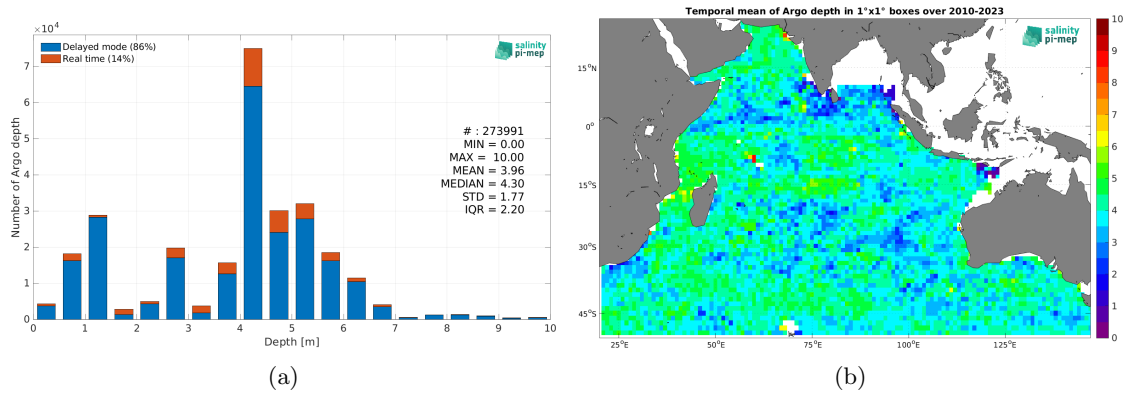 ×10⁴
Delayed mode (86%)
Real time (14%)
salinity
pi-mep
7
6
5
4
3
2
1
0
Number of Argo depth
# : 273991
MIN = 0.00
MAX = 10.00
MEAN = 3.96
MEDIAN = 4.30
STD = 1.77
IQR = 2.20
0 1 2 3 4 5 6 7 8 9 10
Depth [m]
(a)
Temporal mean of Argo depth in 1°x1° boxes over 2010-2023
salinity
pi-mep
15°N
0°
15°S
30°S
45°S
25°E 50°E 75°E 100°E 125°E
10
9
8
7
6
5
4
3
2
1
0
(b)